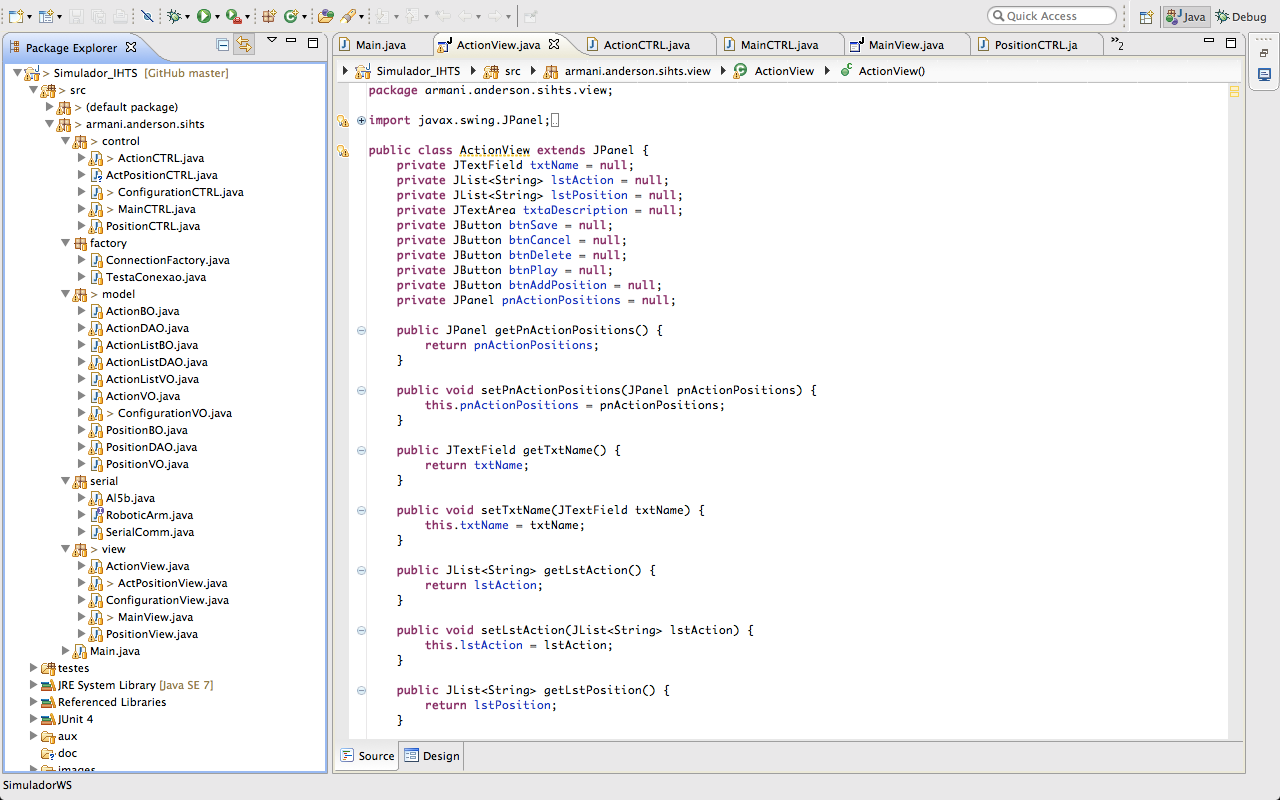 Quick Access
Java
Debug
Package Explorer
Main.java
ActionView.java
ActionCTRL.java
MainCTRL.java
MainView.java
PositionCTRL.ja
»2
> Simulador_IHTS [GitHub master]
> src
> (default package)
> armani.anderson.sihts
> control
> ActionCTRL.java
ActPositionCTRL.java
> ConfigurationCTRL.java
> MainCTRL.java
PositionCTRL.java
factory
ConnectionFactory.java
TestaConexao.java
> model
ActionBO.java
ActionDAO.java
ActionListBO.java
ActionListDAO.java
ActionListVO.java
ActionVO.java
> ConfigurationVO.java
PositionBO.java
PositionDAO.java
PositionVO.java
serial
Al5b.java
RoboticArm.java
SerialComm.java
> view
ActionView.java
> ActPositionView.java
ConfigurationView.java
> MainView.java
PositionView.java
Main.java
testes
JRE System Library [Java SE 7]
Referenced Libraries
JUnit 4
aux
doc
images
Simulador_IHTS
src
armani.anderson.sihts.view
ActionView
ActionView()
package armani.anderson.sihts.view;
import javax.swing.JPanel;
public class ActionView extends JPanel {
private JTextField txtName = null;
private JList<String> lstAction = null;
private JList<String> lstPosition = null;
private JTextArea txtaDescription = null;
private JButton btnSave = null;
private JButton btnCancel = null;
private JButton btnDelete = null;
private JButton btnPlay = null;
private JButton btnAddPosition = null;
private JPanel pnActionPositions = null;
public JPanel getPnActionPositions() {
return pnActionPositions;
}
public void setPnActionPositions(JPanel pnActionPositions) {
this.pnActionPositions = pnActionPositions;
}
public JTextField getTxtName() {
return txtName;
}
public void setTxtName(JTextField txtName) {
this.txtName = txtName;
}
public JList<String> getLstAction() {
return lstAction;
}
public void setLstAction(JList<String> lstAction) {
this.lstAction = lstAction;
}
public JList<String> getLstPosition() {
return lstPosition;
}
Source
Design
SimuladorWS